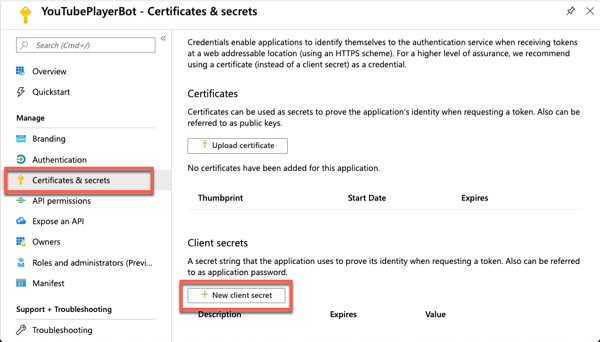 YouTubePlayerBot - Certificates & secrets
Search (Cmd+/)
Overview
Quickstart
Manage
Branding
Authentication
Certificates & secrets
API permissions
Expose an API
Owners
Roles and administrators (Previ...
Manifest
Support + Troubleshooting
Troubleshooting
Credentials enable applications to identify themselves to the authentication service when receiving tokens
at a web addressable location (using an HTTPS scheme). For a higher level of assurance, we recommend
using a certificate (instead of a client secret) as a credential.
Certificates
Certificates can be used as secrets to prove the application's identity when requesting a token. Also can be
referred to as public keys.
Upload certificate
No certificates have been added for this application.
Thumbprint Start Date Expires
Client secrets
A secret string that the application uses to prove its identity when requesting a token. Also can be referred
to as application password.
New client secret
Description Expires Value